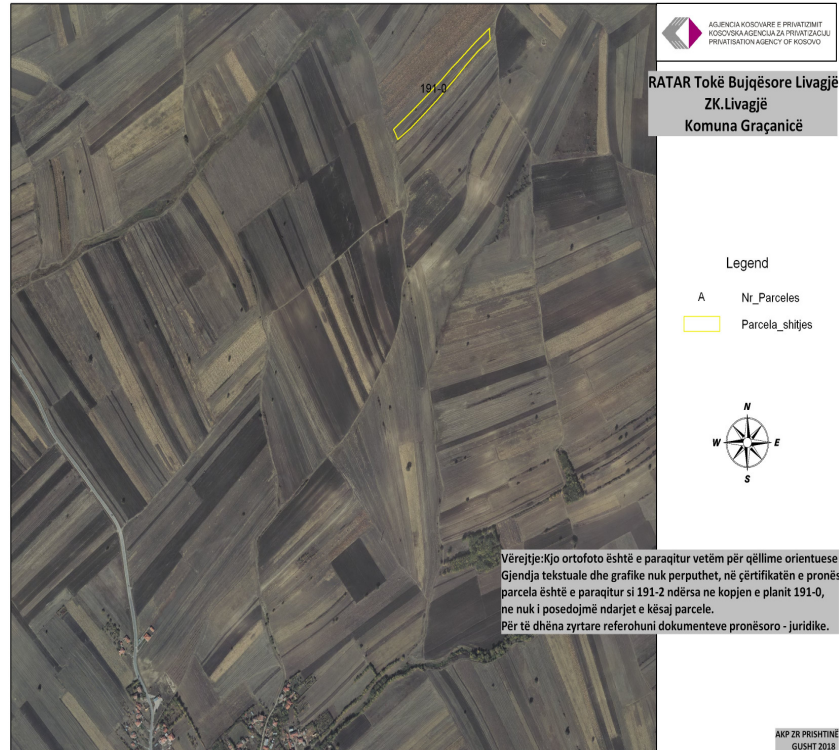 AGJENCIA KOSOVARE E PRIVATIZIMIT
KOSOVSKA AGENCIJA ZA PRIVATIZACIJU
PRIVATISATION AGENCY OF KOSOVO
RATAR Tokë Bujqësore Livagjë
ZK.Livagjë
Komuna Graçanicë
191-0
Legend
A Nr_Parceles
Parcela_shitjes
N
W E
S
Vërejtje:Kjo ortofoto është e paraqitur vetëm për qëllime orientuese
Gjendja tekstuale dhe grafike nuk perputhet, në çërtifikatën e pronës
parcela është e paraqitur si 191-2 ndërsa ne kopjen e planit 191-0,
ne nuk i posedojmë ndarjet e kësaj parcele.
Për të dhëna zyrtare referohuni dokumenteve pronësoro - juridike.
AKP ZR PRISHTIN
GUSHT